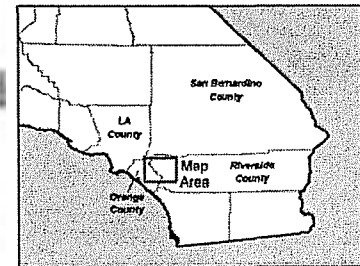 San Bernardino
County
LA
County
Map
Area
Riverside
County
Orange
County